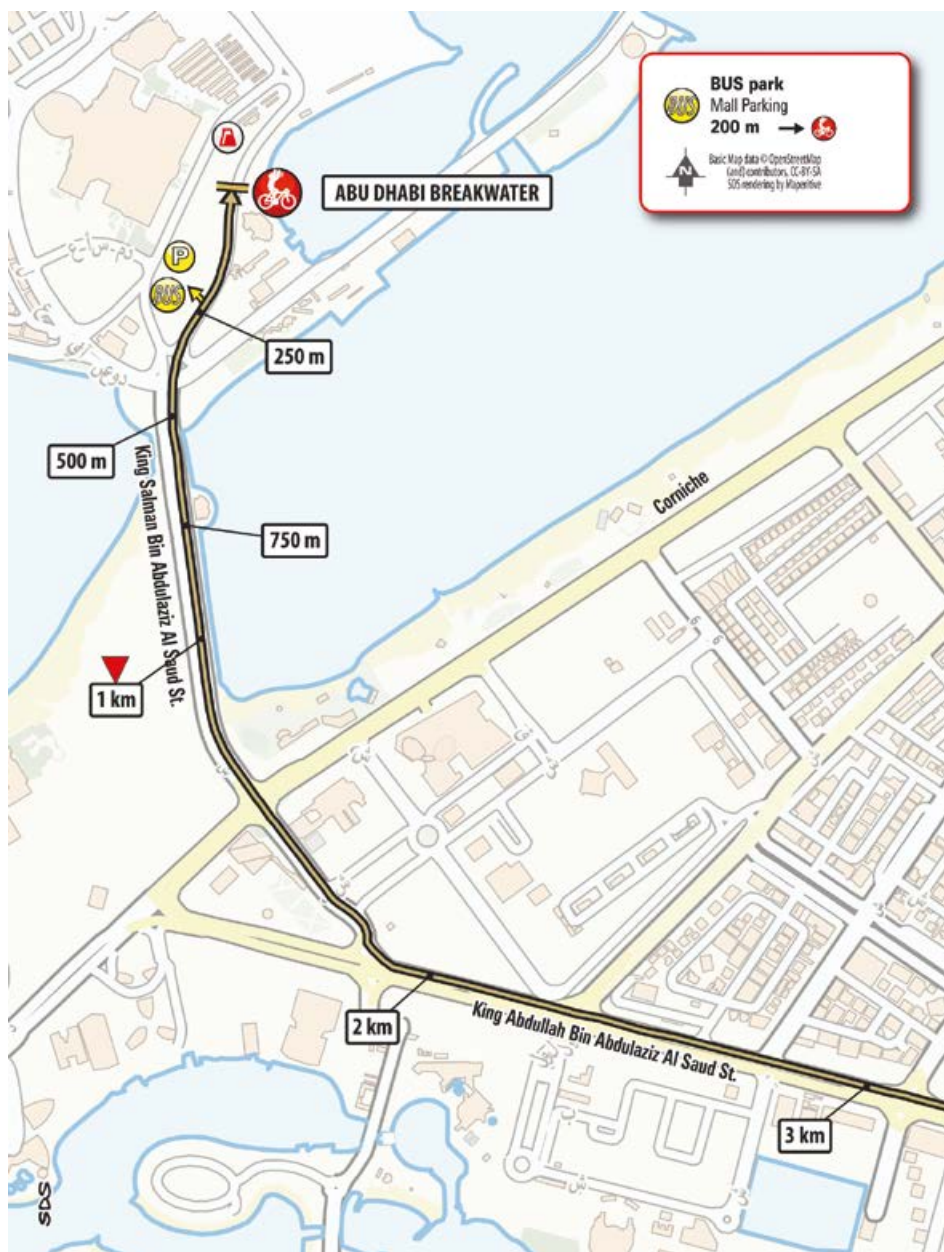 BUS park
BUS
Mall Parking
200 m
Basic Map data © OpenStreetMap
(and) contributors, CC-BY-SA
SDS rendering by Maperitive
N
ABU DHABI BREAKWATER
P
BUS
250 m
500 m
King Salman Bin Abdulaziz Al Saud St.
750 m
Corniche
1 km
2 km
King Abdullah Bin Abdulaziz Al Saud St.
3 km
SDS